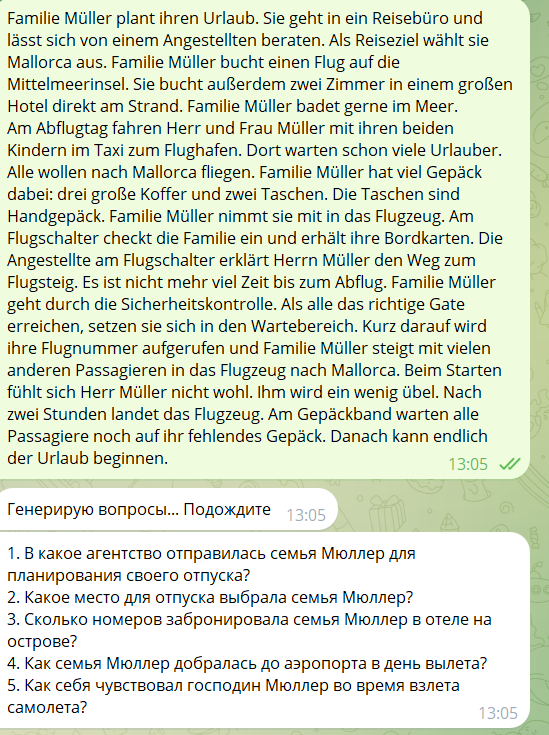 Familie Müller plant ihren Urlaub. Sie geht in ein Reisebüro und
lässt sich von einem Angestellten beraten. Als Reiseziel wählt sie
Mallorca aus. Familie Müller bucht einen Flug auf die
Mittelmeerinsel. Sie bucht außerdem zwei Zimmer in einem großen
Hotel direkt am Strand. Familie Müller badet gerne im Meer.
Am Abflugtag fahren Herr und Frau Müller mit ihren beiden
Kindern im Taxi zum Flughafen. Dort warten schon viele Urlauber.
Alle wollen nach Mallorca fliegen. Familie Müller hat viel Gepäck
dabei: drei große Koffer und zwei Taschen. Die Taschen sind
Handgepäck. Familie Müller nimmt sie mit in das Flugzeug. Am
Flugschalter checkt die Familie ein und erhält ihre Bordkarten. Die
Angestellte am Flugschalter erklärt Herrn Müller den Weg zum
Flugsteig. Es ist nicht mehr viel Zeit bis zum Abflug. Familie Müller
geht durch die Sicherheitskontrolle. Als alle das richtige Gate
erreichen, setzen sie sich in den Wartebereich. Kurz darauf wird
ihre Flugnummer aufgerufen und Familie Müller steigt mit vielen
anderen Passagieren in das Flugzeug nach Mallorca. Beim Starten
fühlt sich Herr Müller nicht wohl. Ihm wird ein wenig übel. Nach
zwei Stunden landet das Flugzeug. Am Gepäckband warten alle
Passagiere noch auf ihr fehlendes Gepäck. Danach kann endlich
der Urlaub beginnen.
13:05
Генерирую вопросы... Подождите
13:05
1. В какое агентство отправилась семья Мюллер для
планирования своего отпуска?
2. Какое место для отпуска выбрала семья Мюллер?
3. Сколько номеров забронировала семья Мюллер в отеле на
острове?
4. Как семья Мюллер добралась до аэропорта в день вылета?
5. Как себя чувствовал господин Мюллер во время взлета
самолета?
13:05